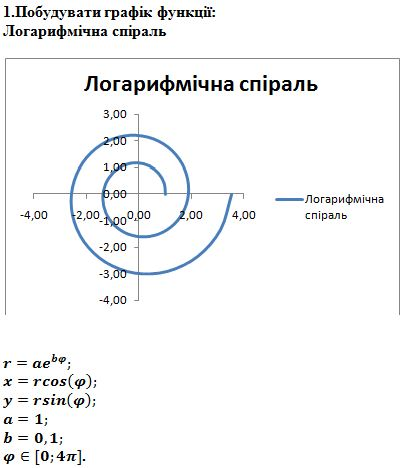 1.Побудувати графік функції:
Логарифмічна спіраль
Логарифмічна спіраль
3,00
2,00
1,00
0,00
-4,00 -2,00 0,00 2,00 4,00
-1,00
-2,00
-3,00
-4,00
Логарифмічна
спіраль
r = ae^{bφ};
x = rcos(φ);
y = rsin(φ);
a = 1;
b = 0,1;
φ ∈ [0; 4π].